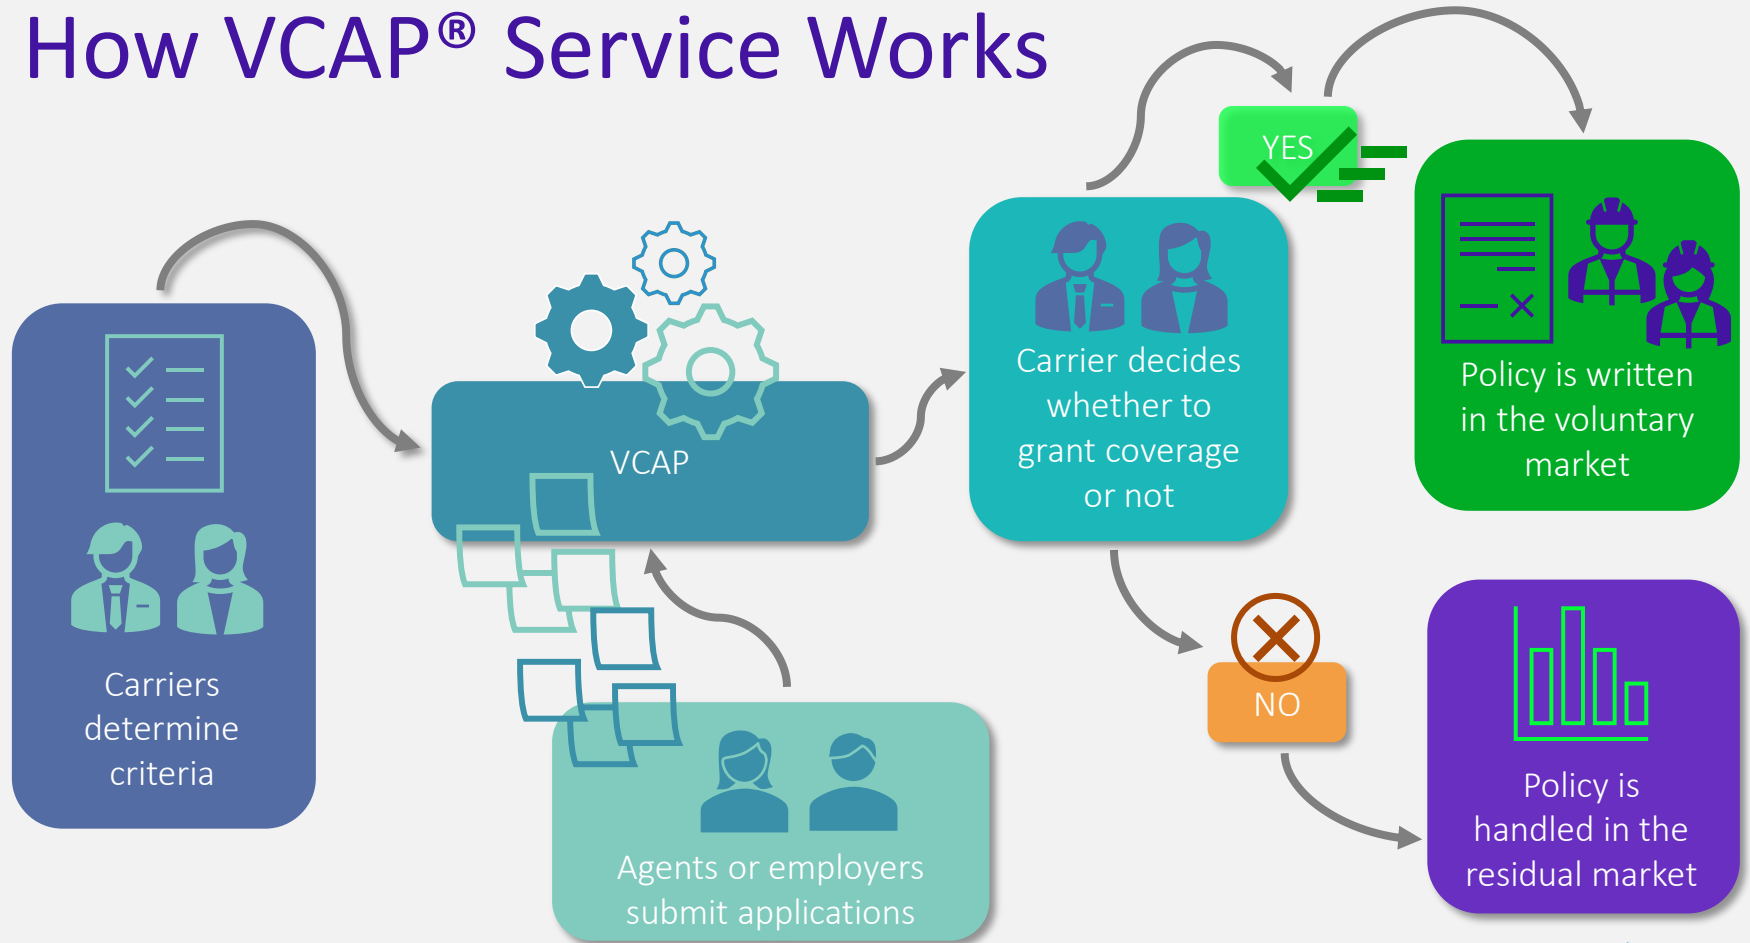 How VCAP® Service Works
YES
Carriers
determine
criteria
VCAP
Agents or employers
submit applications
Carrier decides
whether to
grant coverage
or not
Policy is written
in the voluntary
market
NO
Policy is
handled in the
residual market